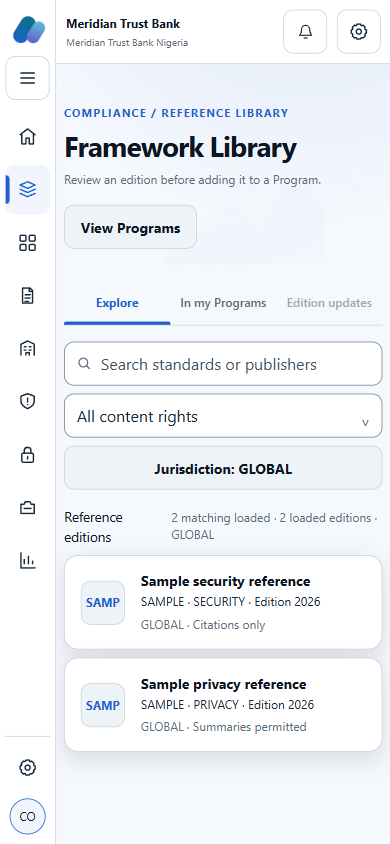 Meridian Trust Bank
Meridian Trust Bank Nigeria
COMPLIANCE / REFERENCE LIBRARY
Framework Library
Review an edition before adding it to a Program.
View Programs
Explore
In my Programs
Edition updates
Search standards or publishers
All content rights
v
Jurisdiction: GLOBAL
Reference editions
2 matching loaded · 2 loaded editions ·
GLOBAL
SAMP
Sample security reference
SAMPLE · SECURITY · Edition 2026
GLOBAL · Citations only
SAMP
Sample privacy reference
SAMPLE · PRIVACY · Edition 2026
GLOBAL · Summaries permitted
CO